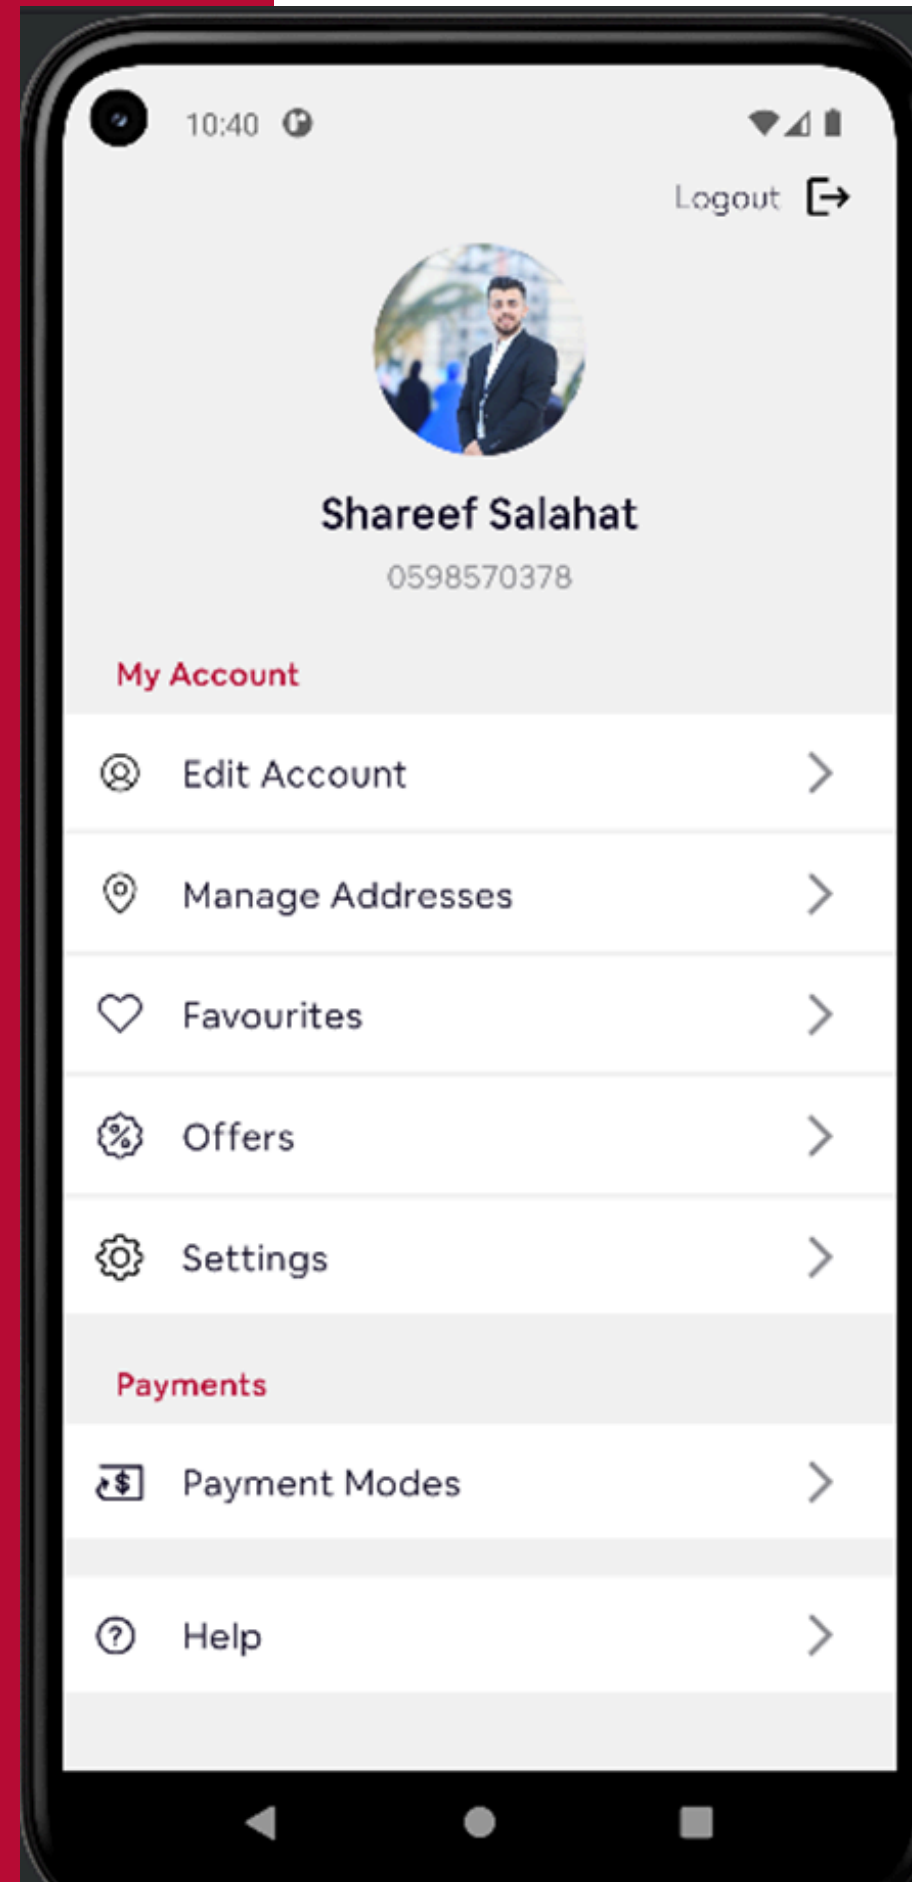 10:40
Logout
Shareef Salahat
0598570378
My Account
Edit Account
Manage Addresses
Favourites
Offers
Settings
Payments
Payment Modes
Help